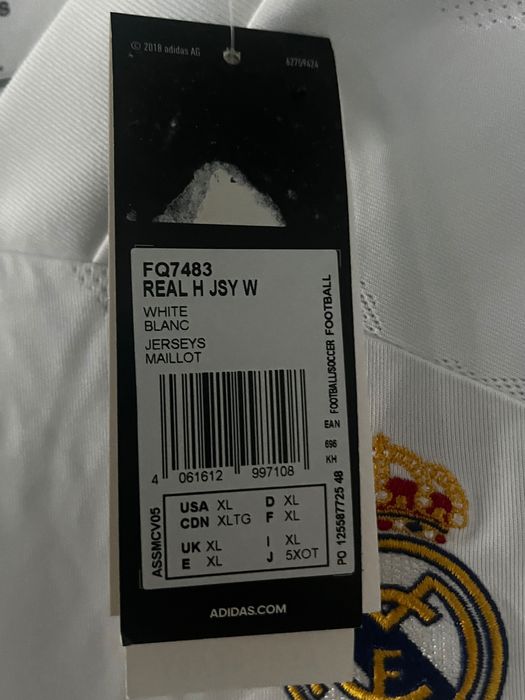 © 2018 adidas AG
62759624
FQ7483
REAL H JSY W
WHITE
BLANC
JERSEYS
MAILLOT
FOOTBALL/SOCCER FOOTBALL
EAN
696
KH
4 061612 997108
ASSMCV05
USA XL D XL
CDN XLTG F XL
UK XL I XL
E XL J 5XOT
PO 125587725 48
ADIDAS.COM